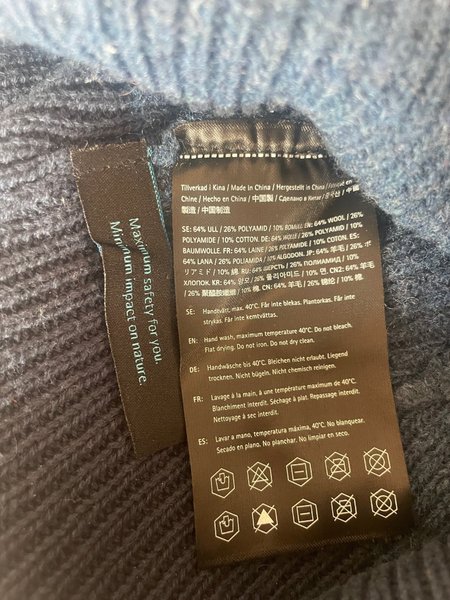 Maximum safety for you.
Minimum impact on nature.
Tillverkad i Kina / Made in China / Hergestellt in China /
Chine / Hecho en China / 中国製 / Сделано в Китае /
製造 / 中国制造
SE: 64% ULL / 26% POLYAMID / 10% BOMULL EN: 64% WOOL / 26%
POLYAMIDE / 10% COTTON. DE: 64% WOLLE / 26% POLYAMID / 10%
BAUMWOLLE. FR: 64% LAINE / 26% POLYAMIDE / 10% COTON. ES:
64% LANA / 26% POLIAMIDA / 10% ALGODON. JP: 64% 羊毛 / 26% ポ
リアミド / 10% 綿. RU: 64% ШЕРСТЬ / 26% ПОЛИАМИД / 10%
ХЛОПОК. KR: 64% 양모 / 26% 폴리아미드 / 10% 면. CN2: 64% 羊毛
/ 26% 聚醯胺纖維 / 10% 棉. CN: 64% 羊毛 / 26% 锦纶 / 10% 棉.
SE: Handtvätt, max. 40°C. Får inte blekas. Plantorkas. Får inte
strykas. Får inte kemtvättas.
EN: Hand wash, maximum temperature 40°C. Do not bleach.
Flat drying. Do not iron. Do not dry clean.
DE: Handwäsche bis 40°C. Bleichen nicht erlaubt. Liegend
trocknen. Nicht bügeln. Nicht chemisch reinigen.
FR: Lavage à la main, à une température maximum de 40°C.
Blanchiment interdit. Séchage à plat. Repassage interdit.
Nettoyage à sec interdit.
ES: Lavar a mano, temperatura máxima, 40°C. No blanquear.
Secado en plano. No planchar. No limpiar en seco.